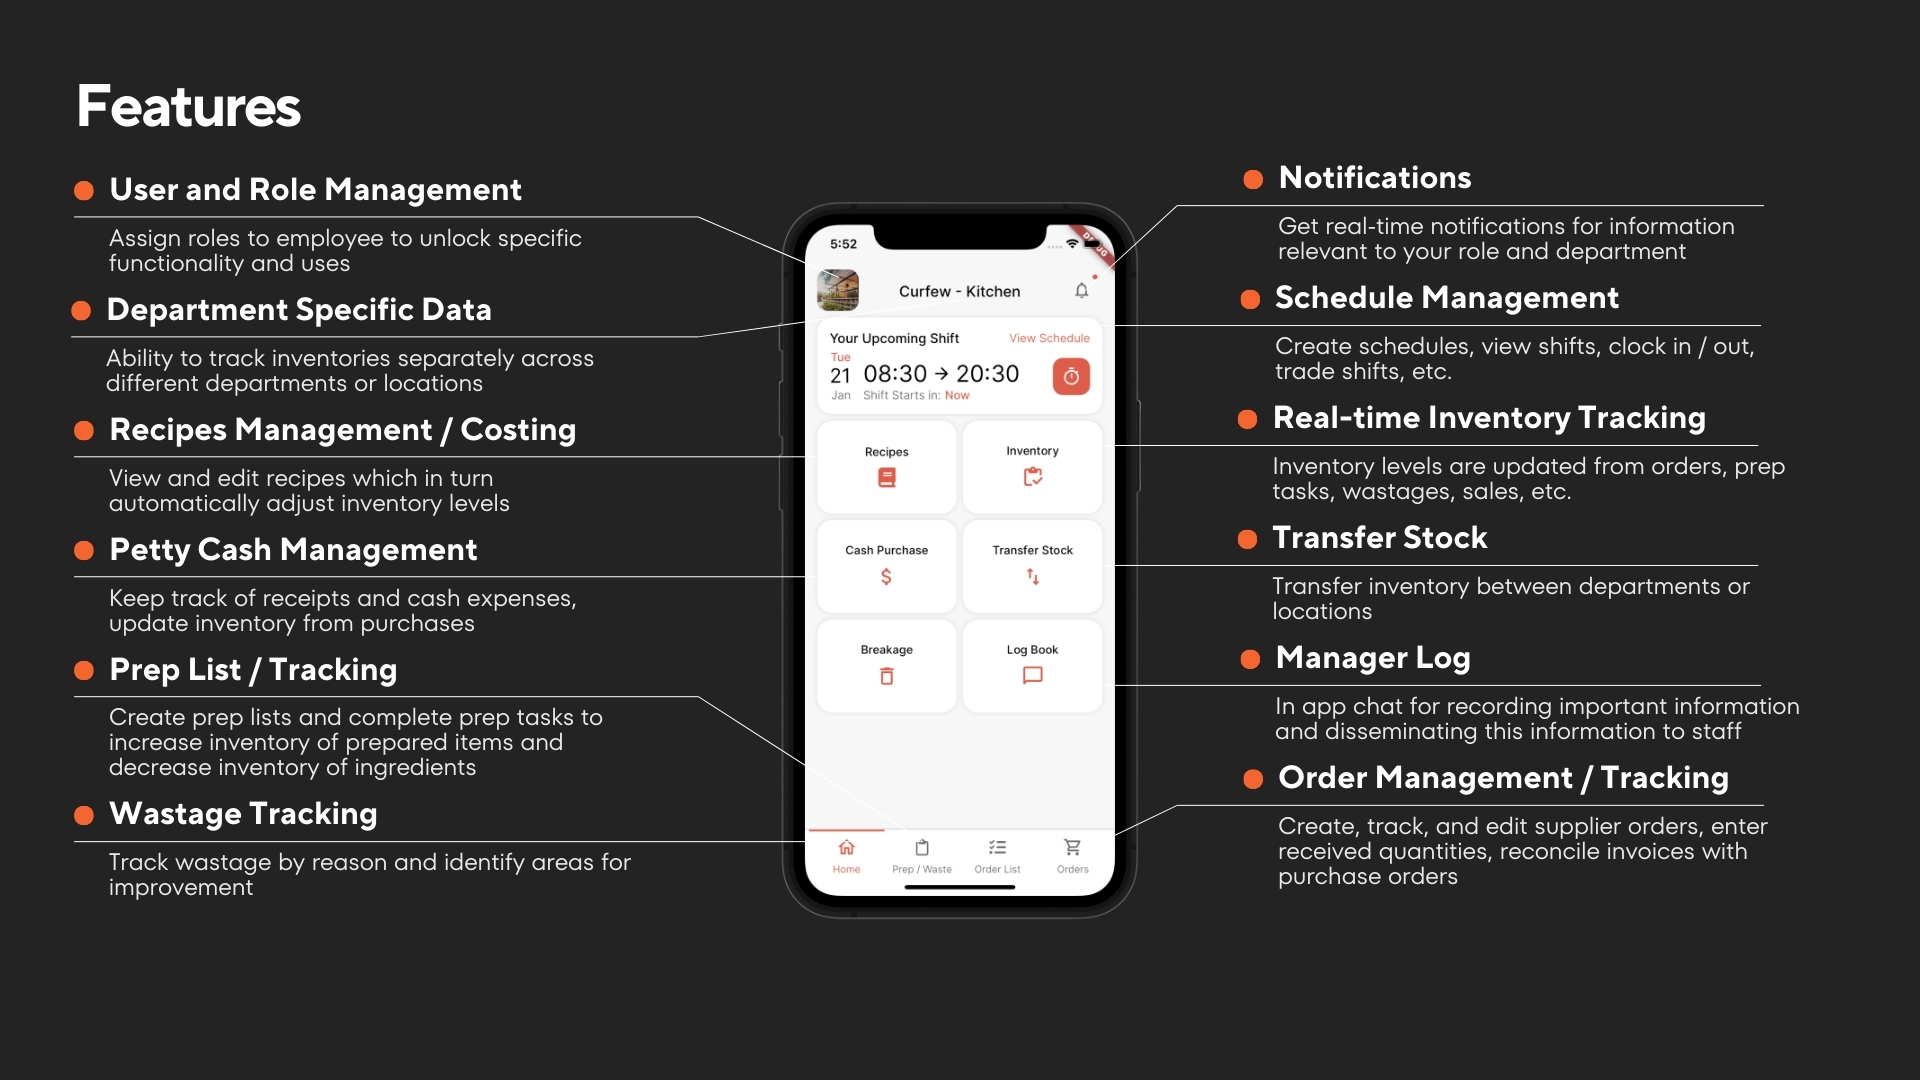 Features
User and Role Management
Assign roles to employee to unlock specific
functionality and uses
Department Specific Data
Ability to track inventories separately across
different departments or locations
Recipes Management / Costing
View and edit recipes which in turn
automatically adjust inventory levels
Petty Cash Management
Keep track of receipts and cash expenses,
update inventory from purchases
Prep List / Tracking
Create prep lists and complete prep tasks to
increase inventory of prepared items and
decrease inventory of ingredients
Wastage Tracking
Track wastage by reason and identify areas for
improvement
5:52
Curfew - Kitchen
Your Upcoming Shift View Schedule
Tue
21 08:30 → 20:30
Jan Shift Starts in: Now
Recipes Inventory
Cash Purchase Transfer Stock
$
Breakage Log Book
Home Prep / Waste Order List Orders
Notifications
Get real-time notifications for information
relevant to your role and department
Schedule Management
Create schedules, view shifts, clock in / out,
trade shifts, etc.
Real-time Inventory Tracking
Inventory levels are updated from orders, prep
tasks, wastages, sales, etc.
Transfer Stock
Transfer inventory between departments or
locations
Manager Log
In app chat for recording important information
and disseminating this information to staff
Order Management / Tracking
Create, track, and edit supplier orders, enter
received quantities, reconcile invoices with
purchase orders